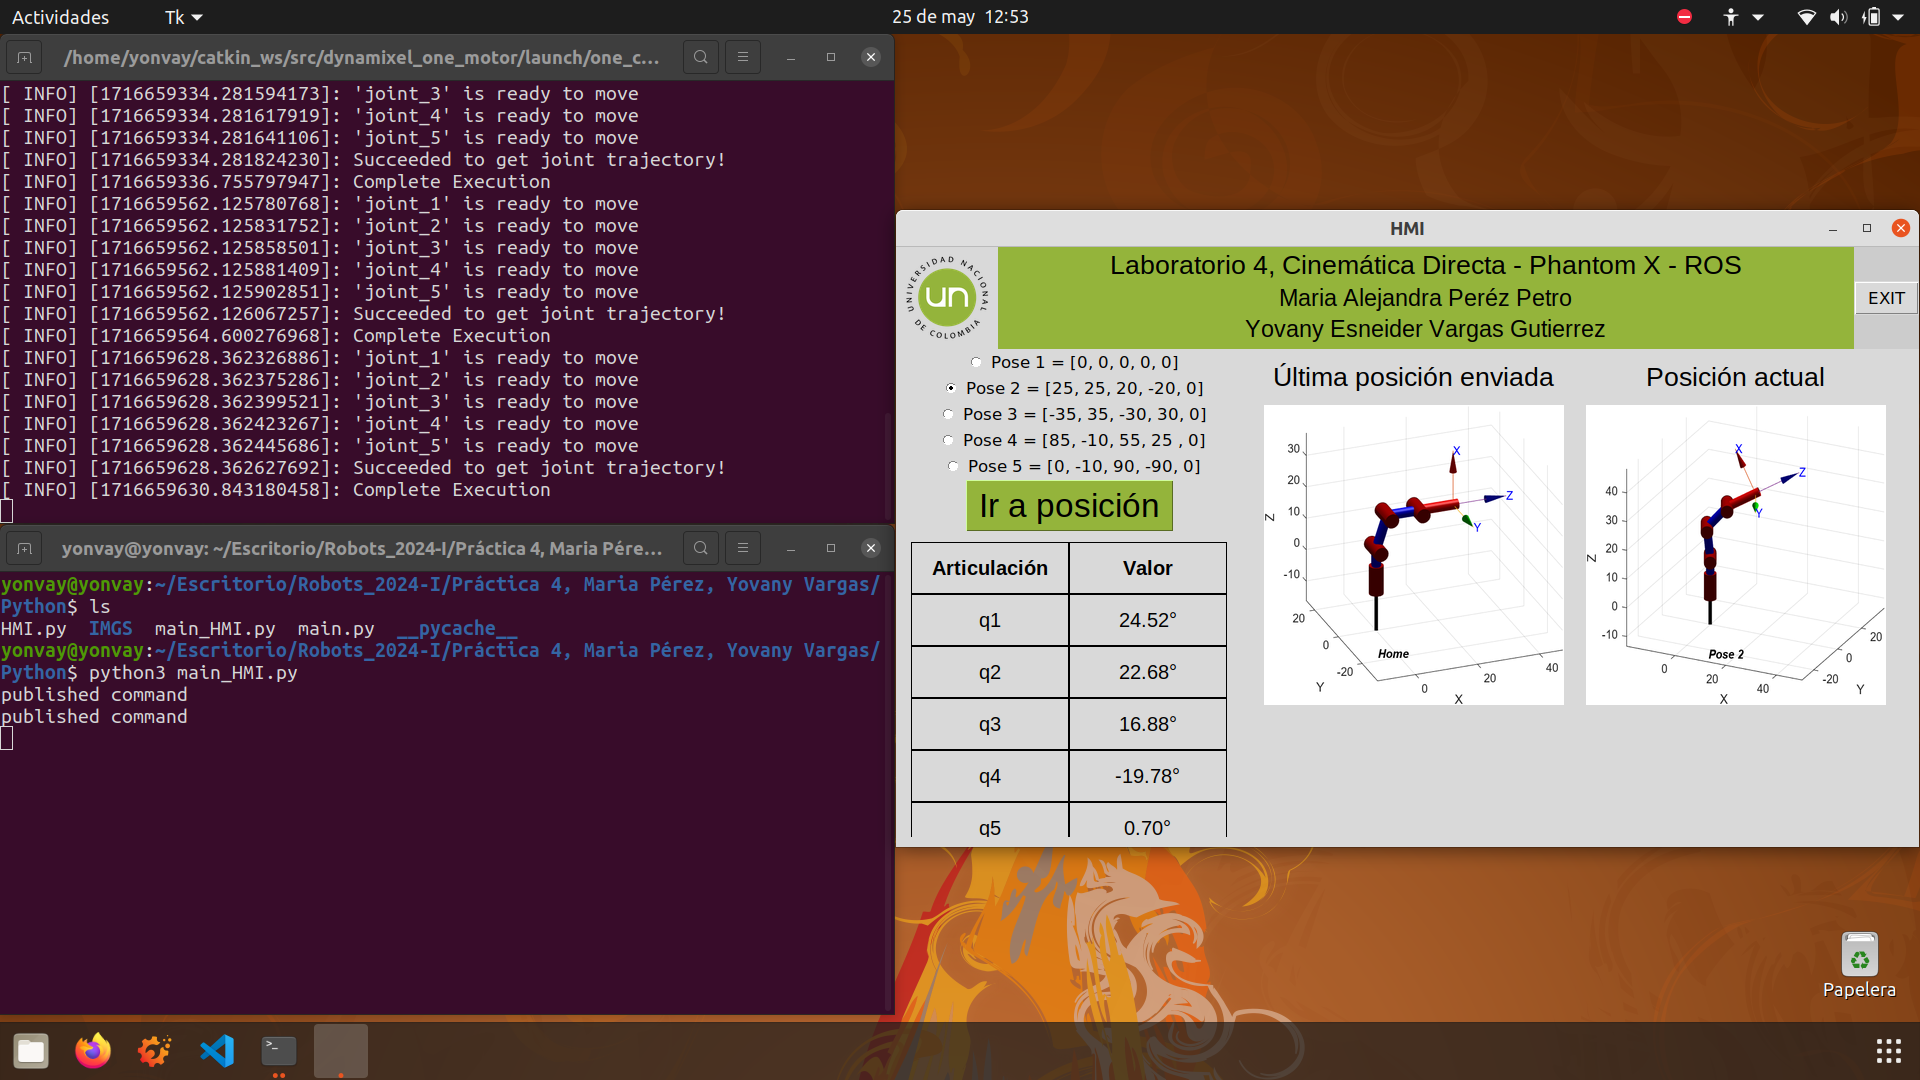 Actividades
Tk
25 de may 12:53
/home/yonvay/catkin_ws/src/dynamixel_one_motor/launch/one_c...
[ INFO] [1716659334.281594173]: 'joint_3' is ready to move
[ INFO] [1716659334.281617919]: 'joint_4' is ready to move
[ INFO] [1716659334.281641106]: 'joint_5' is ready to move
[ INFO] [1716659334.281824230]: Succeeded to get joint trajectory!
[ INFO] [1716659336.755797947]: Complete Execution
[ INFO] [1716659562.125780768]: 'joint_1' is ready to move
[ INFO] [1716659562.125831752]: 'joint_2' is ready to move
[ INFO] [1716659562.125858501]: 'joint_3' is ready to move
[ INFO] [1716659562.125881409]: 'joint_4' is ready to move
[ INFO] [1716659562.125902851]: 'joint_5' is ready to move
[ INFO] [1716659562.126067257]: Succeeded to get joint trajectory!
[ INFO] [1716659564.600276968]: Complete Execution
[ INFO] [1716659628.362326886]: 'joint_1' is ready to move
[ INFO] [1716659628.362375286]: 'joint_2' is ready to move
[ INFO] [1716659628.362399521]: 'joint_3' is ready to move
[ INFO] [1716659628.362423267]: 'joint_4' is ready to move
[ INFO] [1716659628.362445686]: 'joint_5' is ready to move
[ INFO] [1716659628.362627692]: Succeeded to get joint trajectory!
[ INFO] [1716659630.843180458]: Complete Execution
yonvay@yonvay: ~/Escritorio/Robots_2024-I/Práctica 4, Maria Pére...
yonvay@yonvay:~/Escritorio/Robots_2024-I/Práctica 4, Maria Pérez, Yovany Vargas/
Python$ ls
HMI.py IMGS main_HMI.py main.py __pycache__
yonvay@yonvay:~/Escritorio/Robots_2024-I/Práctica 4, Maria Pérez, Yovany Vargas/
Python$ python3 main_HMI.py
published command
published command
HMI
UNIVERSIDAD NACIONAL
un
DE COLOMBIA
Laboratorio 4, Cinemática Directa - Phantom X - ROS
Maria Alejandra Peréz Petro
Yovany Esneider Vargas Gutierrez
EXIT
Pose 1 = [0, 0, 0, 0, 0]
Pose 2 = [25, 25, 20, -20, 0]
Pose 3 = [-35, 35, -30, 30, 0]
Pose 4 = [85, -10, 55, 25 , 0]
Pose 5 = [0, -10, 90, -90, 0]
Ir a posición
Articulación Valor
q1 24.52°
q2 22.68°
q3 16.88°
q4 -19.78°
q5 0.70°
Última posición enviada
30
20
10
0
-10
Z
20
0
-20
Y
0
20
40
X
X
Z
Y
Home
Posición actual
40
30
20
10
0
-10
Z
0
20
40
X
20
0
-20
Y
X
Z
Y
Pose 2
Papelera